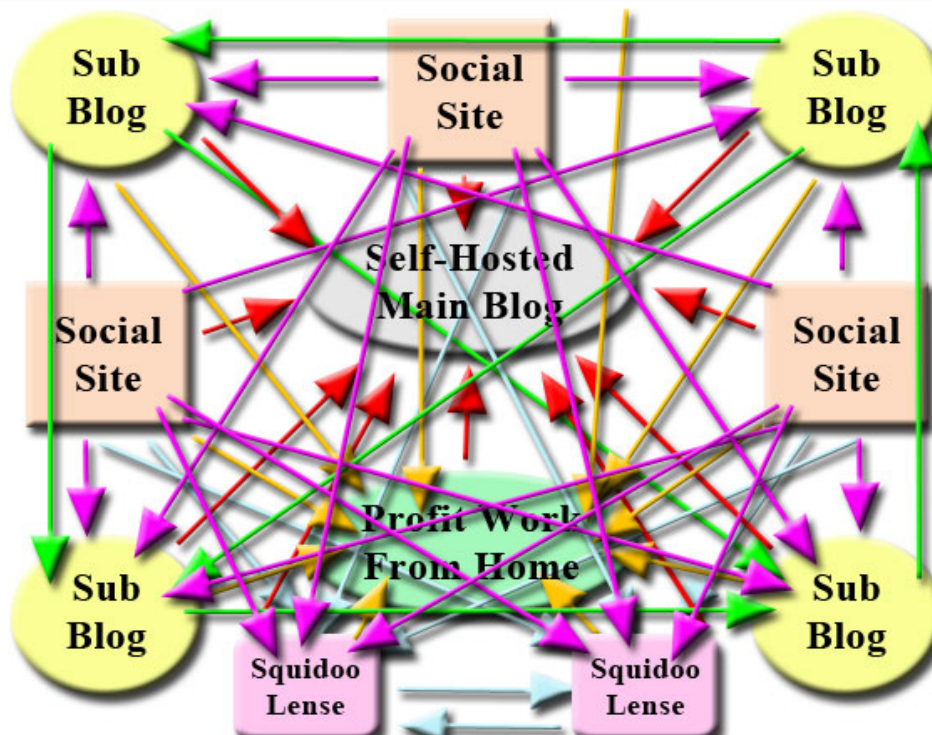 Sub
Blog
Social
Site
Sub
Blog
Self-Hosted
Main Blog
Social
Site
Social
Site
Profit Work
From Home
Sub
Blog
Sub
Blog
Squidoo
Lense
Squidoo
Lense